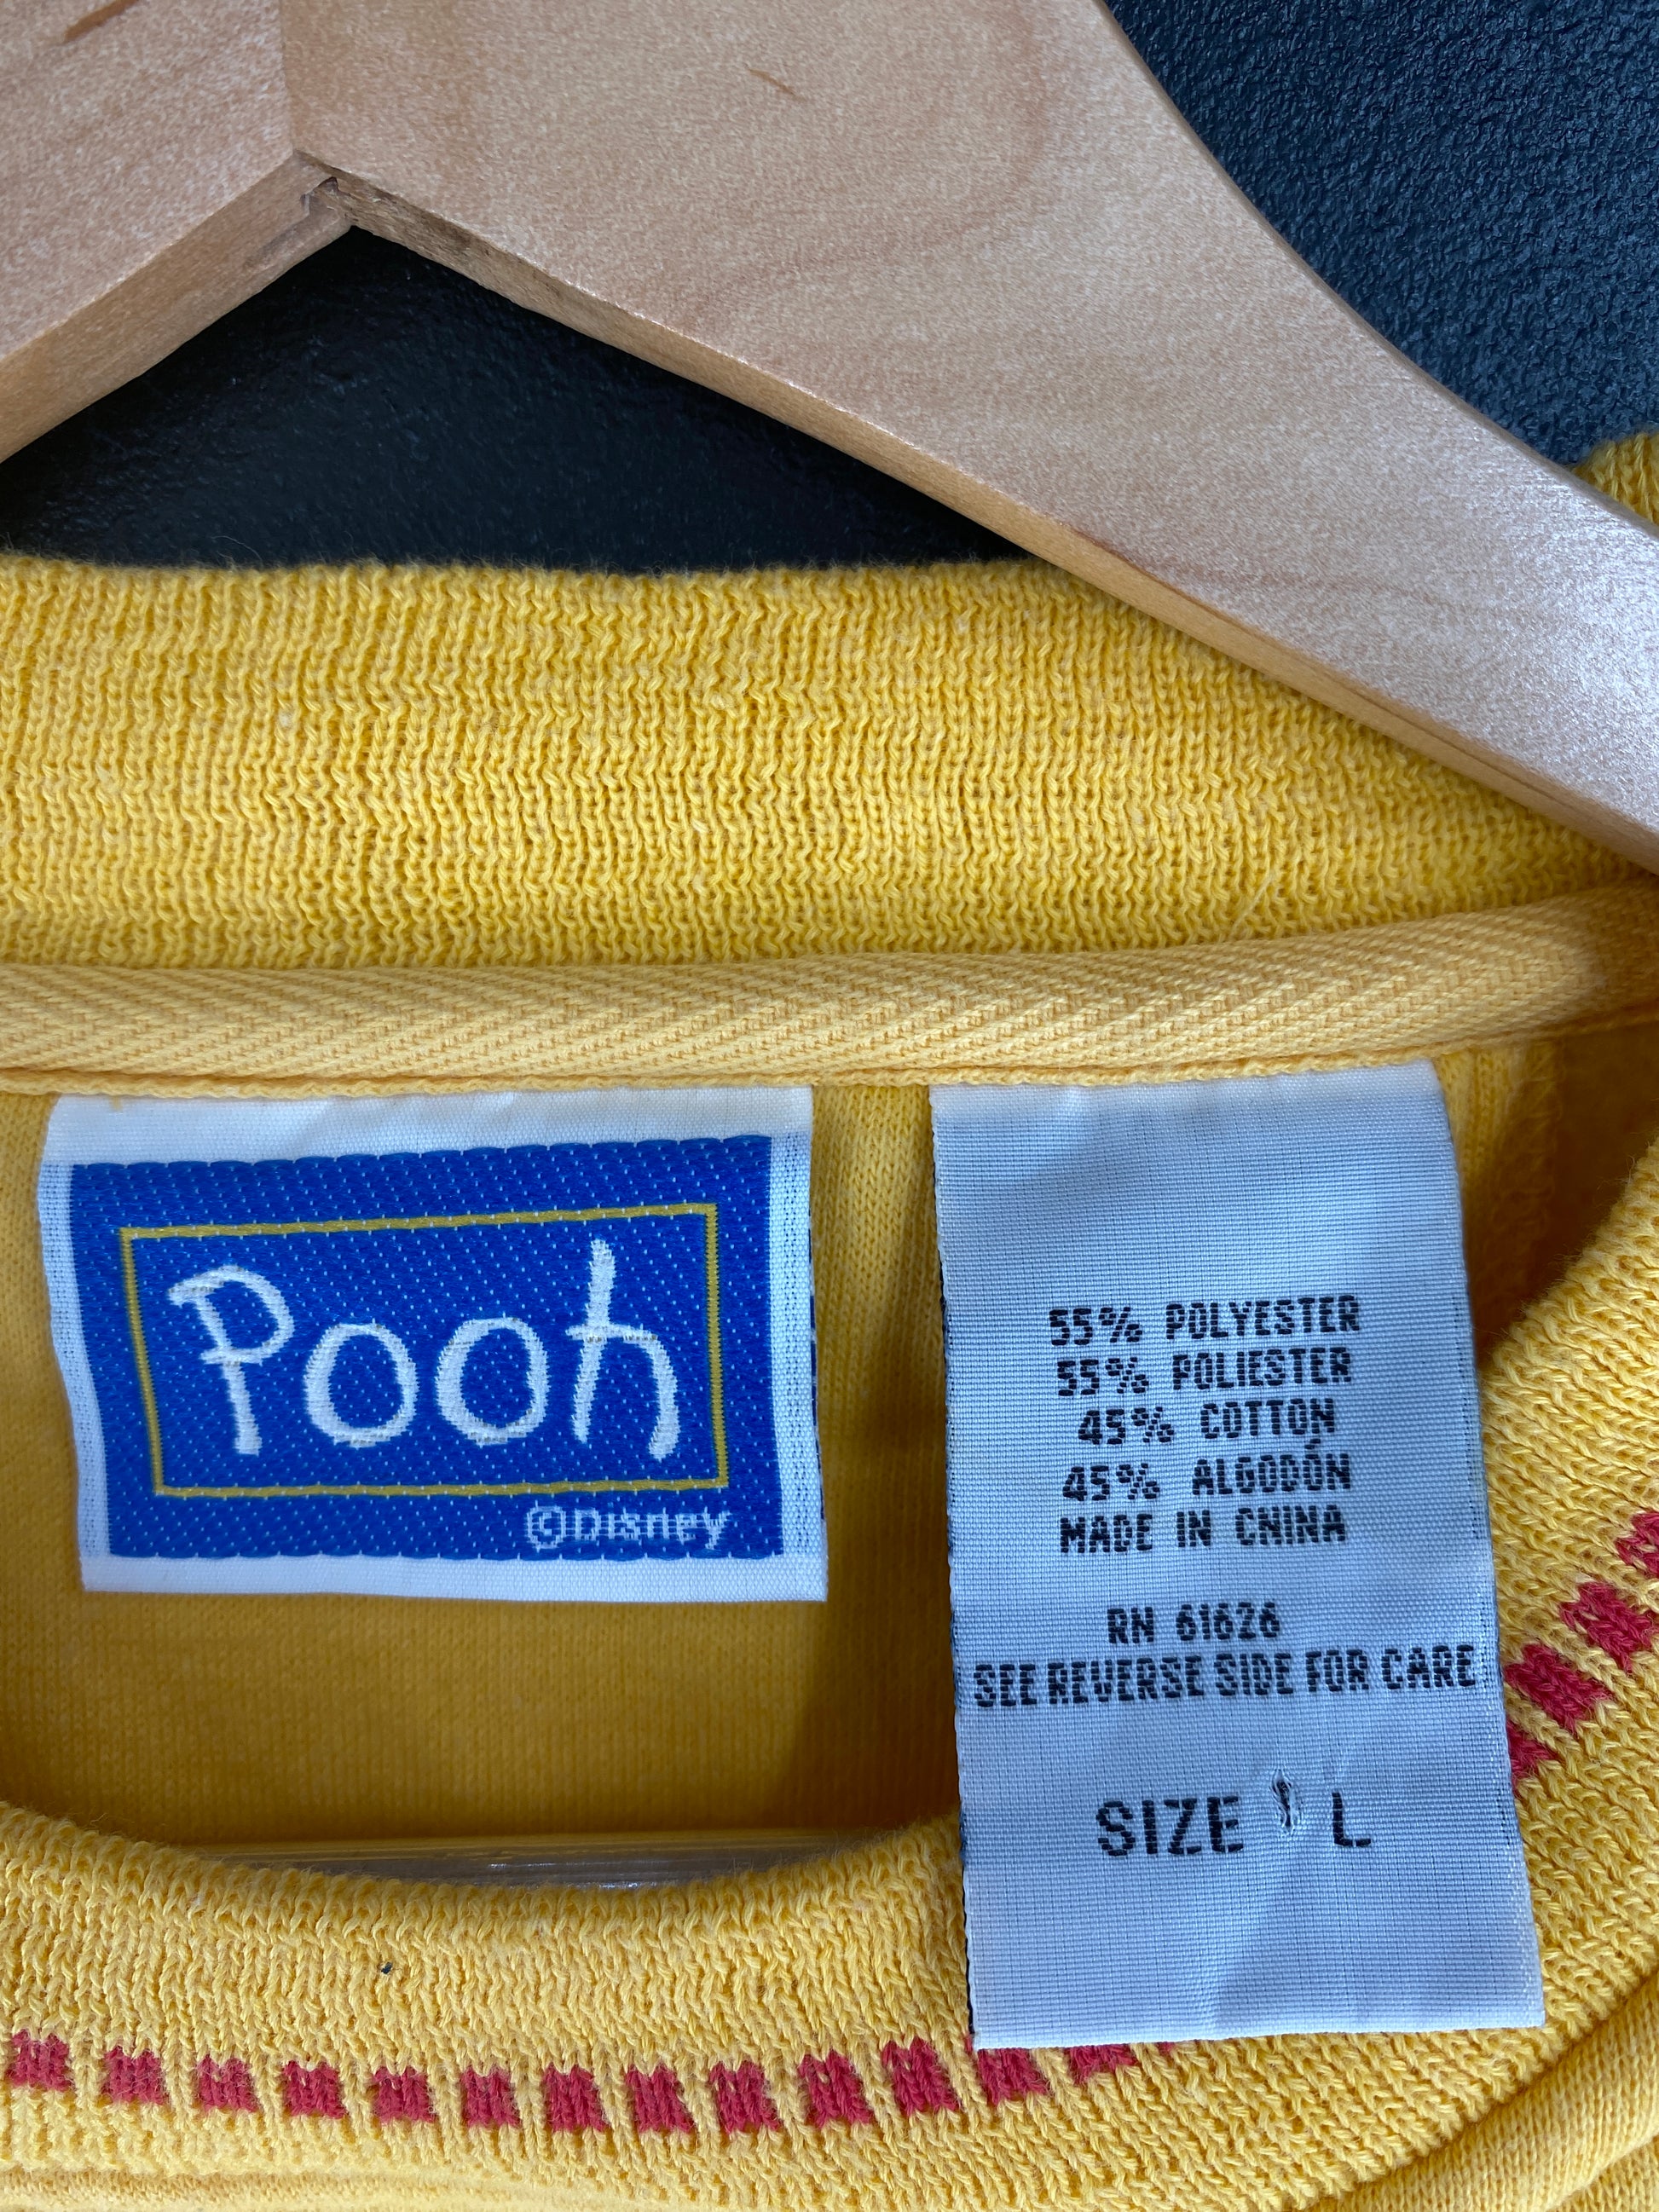 Pooh
©Disney
55% POLYESTER
55% POLIESTER
45% COTTON
45% ALGODÓN
MADE IN CHINA
RN 61626
SEE REVERSE SIDE FOR CARE
SIZE L